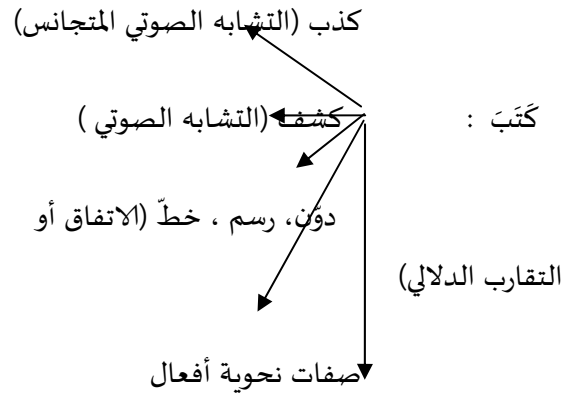 كذب (التشابه الصوتي المتجانس)
كَتَبَ : كشف (التشابه الصوتي )
دوّن، رسم ، خطّ (الاتفاق أو
التقارب الدلالي)
صفات نحوية أفعال